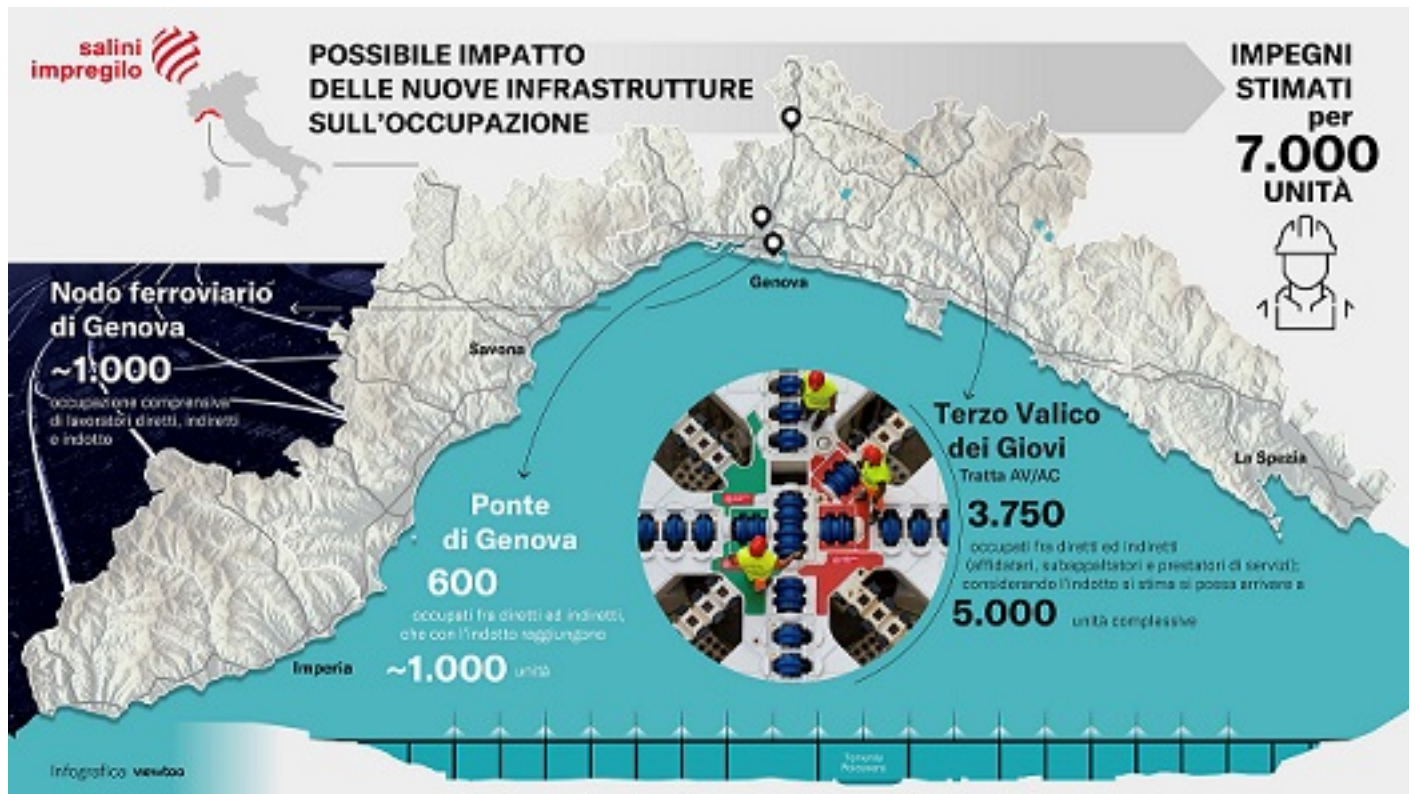 salini
impregilo
POSSIBILE IMPATTO
DELLE NUOVE INFRASTRUTTURE
SULL'OCCUPAZIONE
IMPEGNI
STIMATI
per
7.000
UNITÀ
Nodo ferroviario
di Genova
~1.000
occupazione comprensiva
di lavoratori diretti, indiretti
e indotto
Genova
Savona
Imperia
La Spezia
Ponte
di Genova
600
occupati fra diretti ed indiretti,
che con l'indotto raggiungono
~1.000 unità
Terzo Valico
dei Giovi
Tratta AV/AC
3.750
occupati fra diretti ed indiretti
(affidatari, subappaltatori e prestatori di servizi);
considerando l'indotto si stima si possa arrivare a
5.000 unità complessive
Infografica